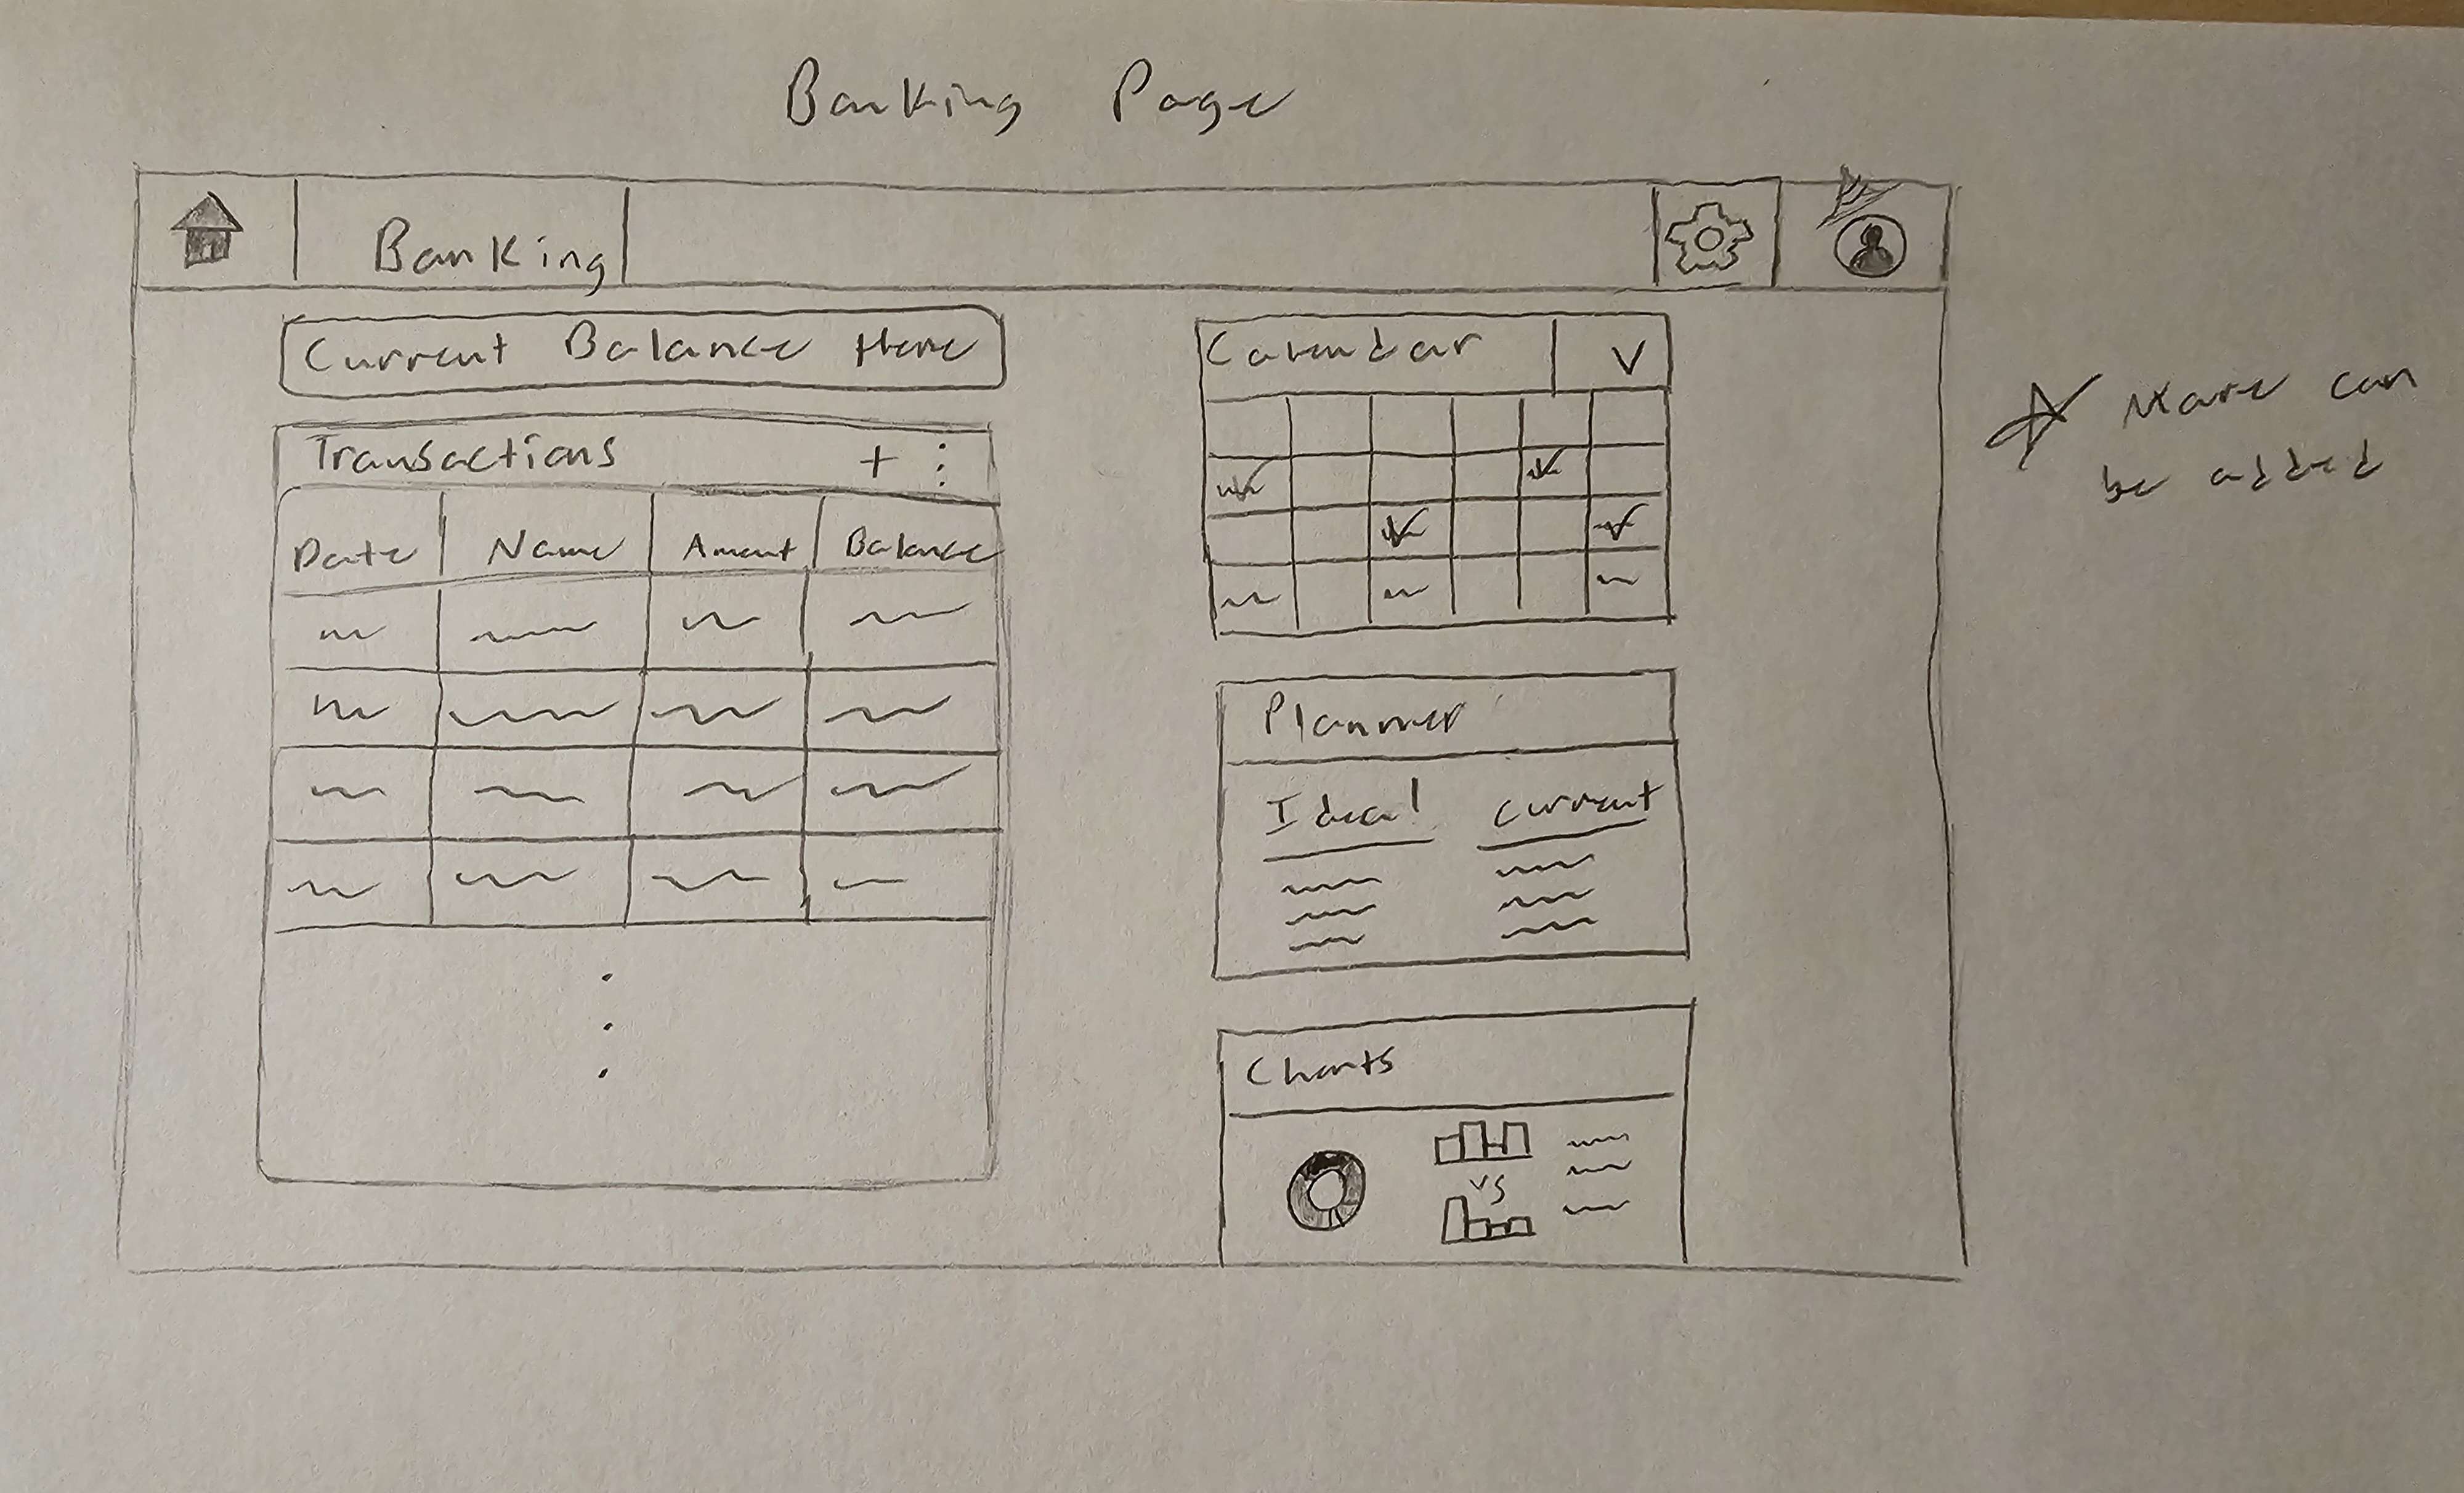 Banking Page
Banking
Current Balance Here
Transactions + ⋮
Date Name Amount Balance
Calendar V
Planner
Ideal Current
Charts
vs
More can
be added